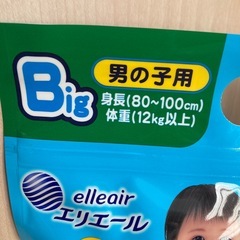 Big
男の子用
身長(80~100cm)
体重(12kg以上)
elleair
エリエール